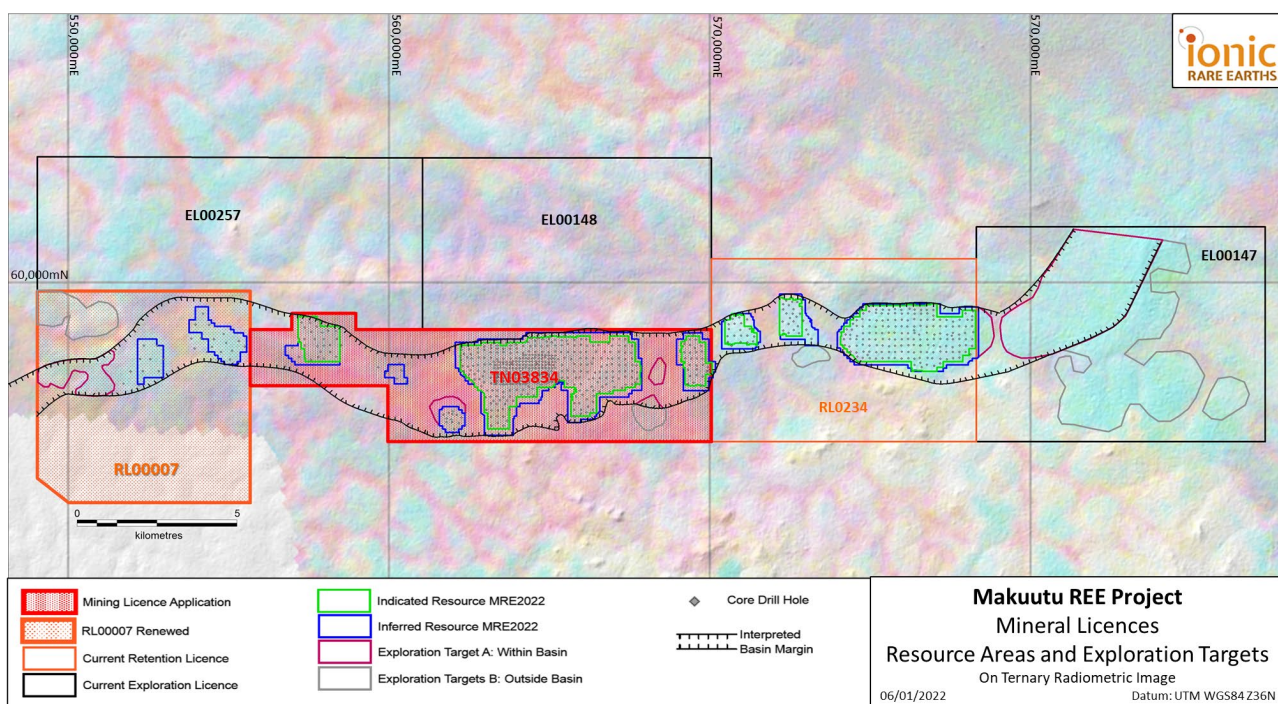 550,000mE
560,000mE
570,000mE
570,000mE
ionic
RARE EARTHS
EL00257
EL00148
EL00147
60,000mN
TN03834
RL0234
RL00007
0 5
kilometres
Mining Licence Application
RL00007 Renewed
Current Retention Licence
Current Exploration Licence
Indicated Resource MRE2022
Inferred Resource MRE2022
Exploration Target A: Within Basin
Exploration Targets B: Outside Basin
Core Drill Hole
Interpreted
Basin Margin
Makuutu REE Project
Mineral Licences
Resource Areas and Exploration Targets
On Ternary Radiometric Image
06/01/2022 Datum: UTM WGS84 Z36N